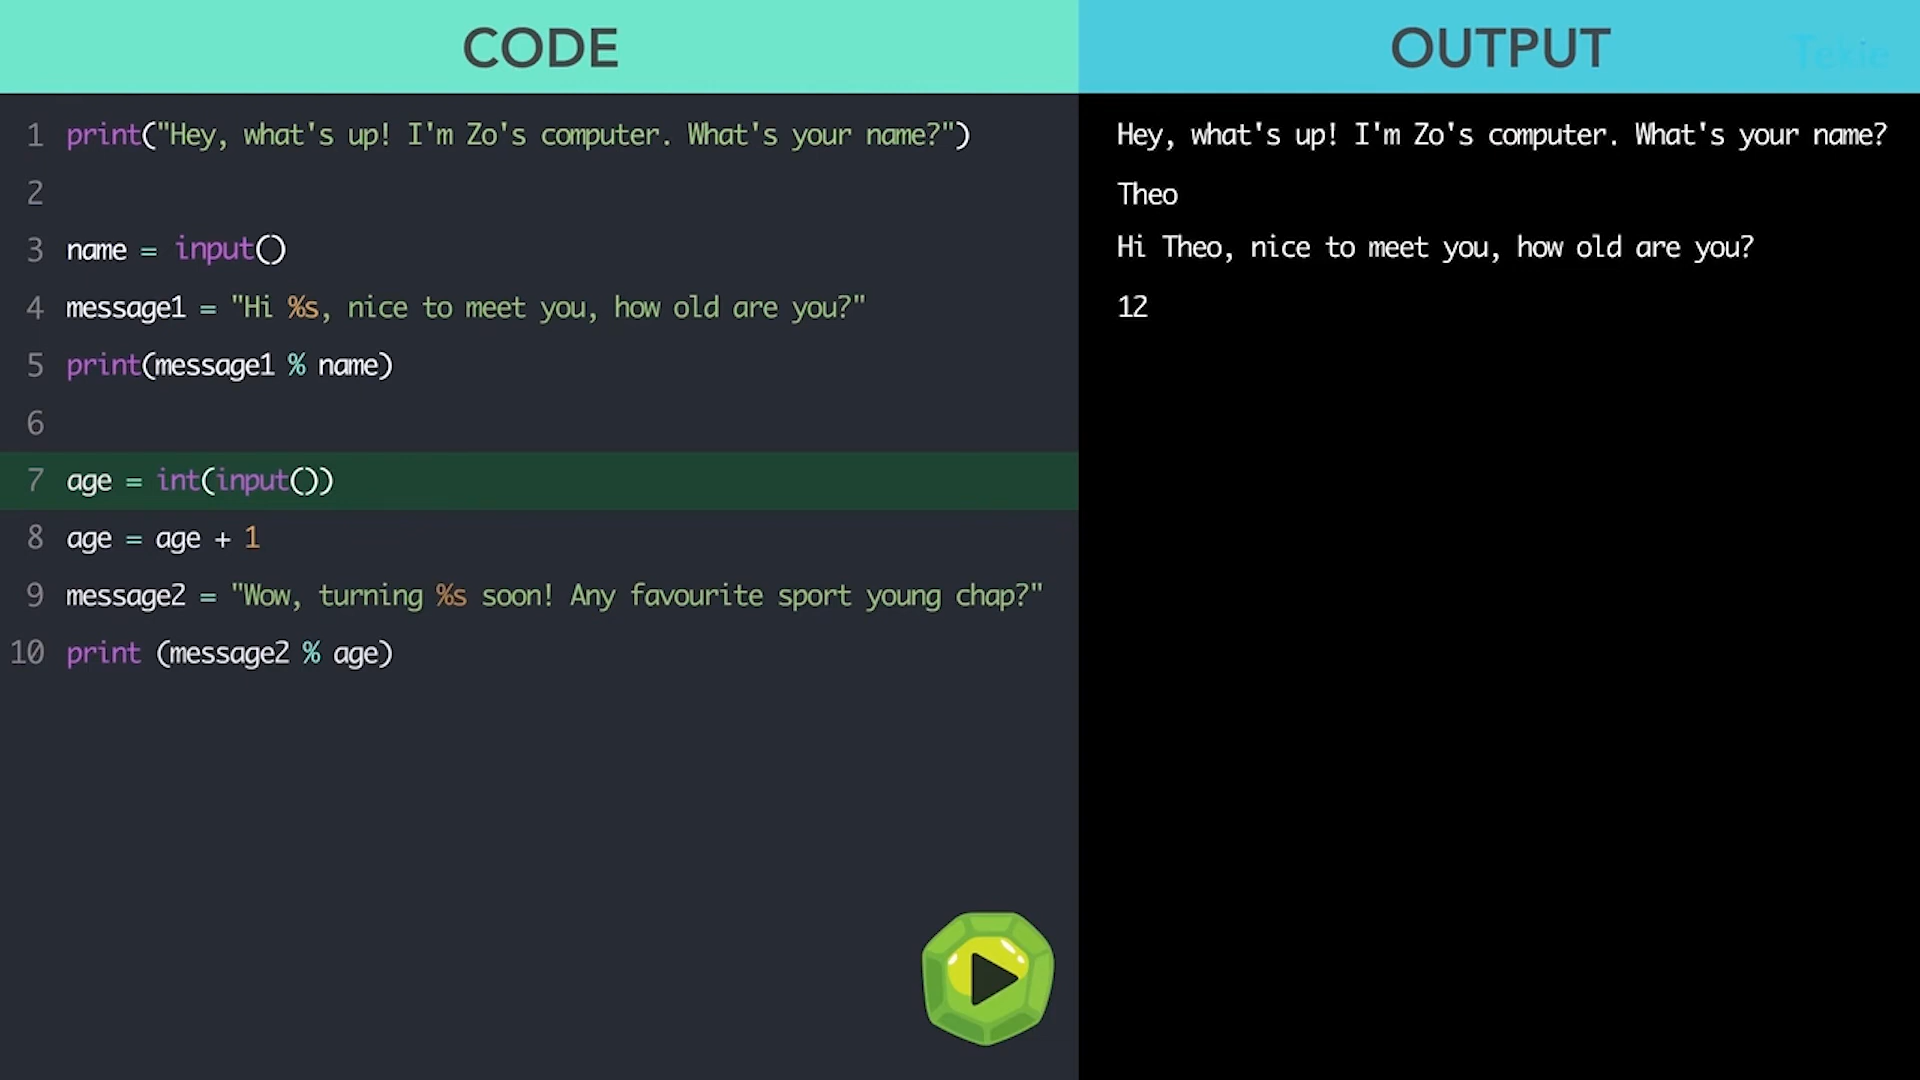 CODE
OUTPUT
Tekie
1 print("Hey, what's up! I'm Zo's computer. What's your name?")
2
3 name = input()
4 message1 = "Hi %s, nice to meet you, how old are you?"
5 print(message1 % name)
6
7 age = int(input())
8 age = age + 1
9 message2 = "Wow, turning %s soon! Any favourite sport young chap?"
10 print (message2 % age)
Hey, what's up! I'm Zo's computer. What's your name?
Theo
Hi Theo, nice to meet you, how old are you?
12